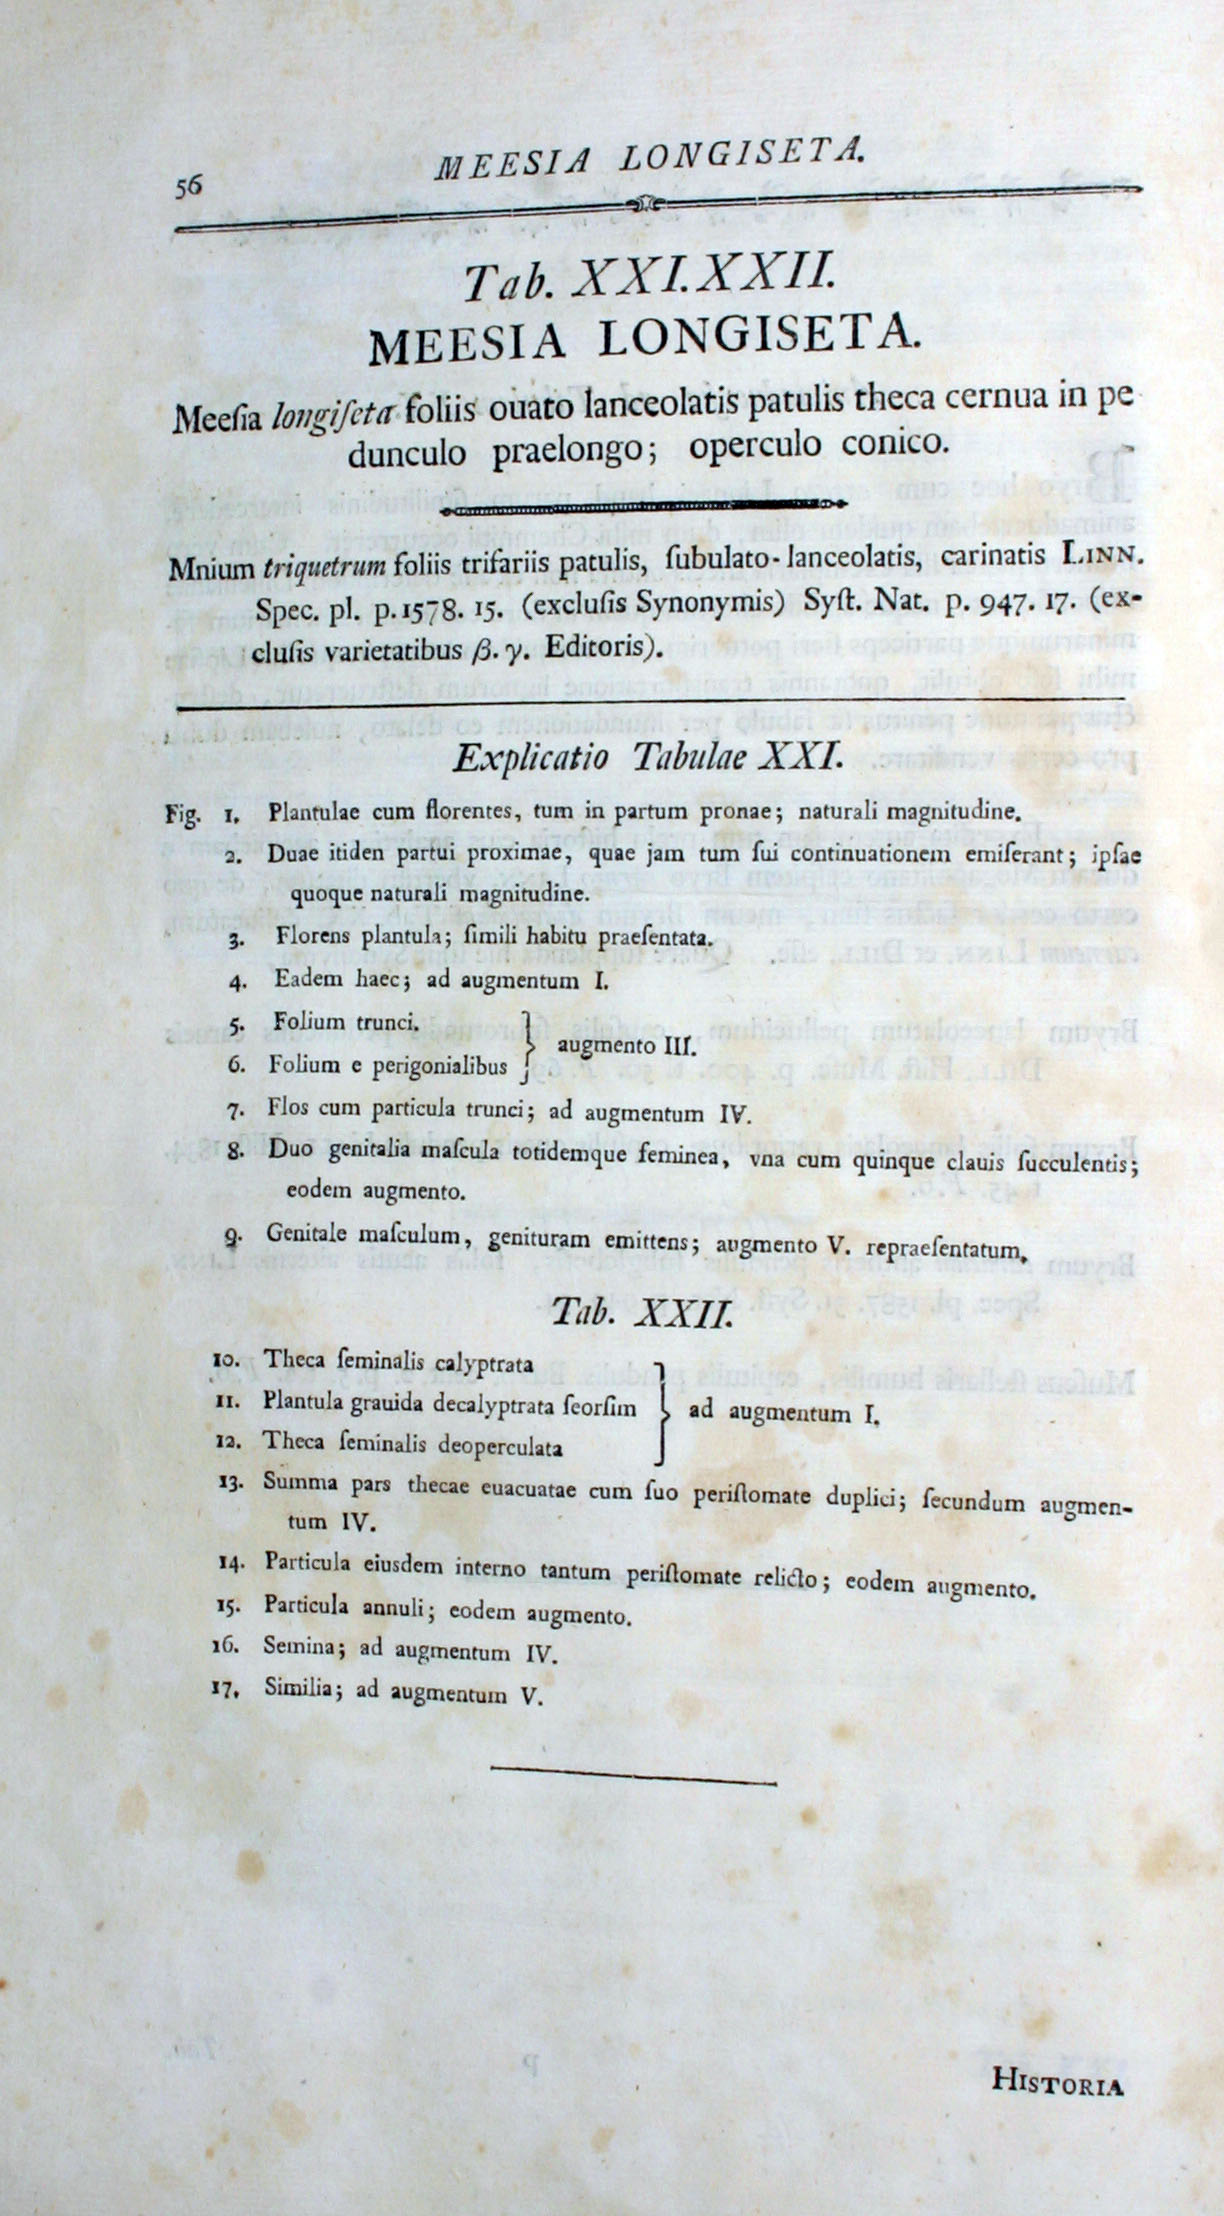 MEESIA LONGISETA.
56
Tab. XXI. XXII.
MEESIA LONGISETA.
Meeſia longiſeta foliis ouato lanceolatis patulis theca cernua in pe
dunculo praelongo; operculo conico.
Mnium triquetrum foliis trifariis patulis, ſubulato-lanceolatis, carinatis LINN.
Spec. pl. p. 1578. 15. (excluſis Synonymis) Syſt. Nat. p. 947. 17. (ex-
cluſis varietatibus β. γ. Editoris).
Explicatio Tabulae XXI.
Fig. 1. Plantulae cum florentes, tum in partum pronae; naturali magnitudine.
2. Duae itiden partui proximae, quae jam tum ſui continuationem emiſerant; ipſae
quoque naturali magnitudine.
3. Florens plantula; ſimili habitu praeſentata.
4. Eadem haec; ad augmentum I.
5. Folium trunci.
6. Folium e perigonialibus } augmento III.
7. Flos cum particula trunci; ad augmentum IV.
8. Duo genitalia maſcula totidemque feminea, vna cum quinque clauis ſucculentis;
eodem augmento.
9. Genitale maſculum, genituram emittens; augmento V. repraeſentatum.
Tab. XXII.
10. Theca ſeminalis calyptrata
11. Plantula grauida decalyptrata ſeorſim } ad augmentum I.
12. Theca ſeminalis deoperculata
13. Summa pars thecae euacuatae cum ſuo periſtomate duplici; ſecundum augmen-
tum IV.
14. Particula eiusdem interno tantum periſtomate relicto; eodem augmento.
15. Particula annuli; eodem augmento.
16. Semina; ad augmentum IV.
17. Similia; ad augmentum V.
HISTORIA